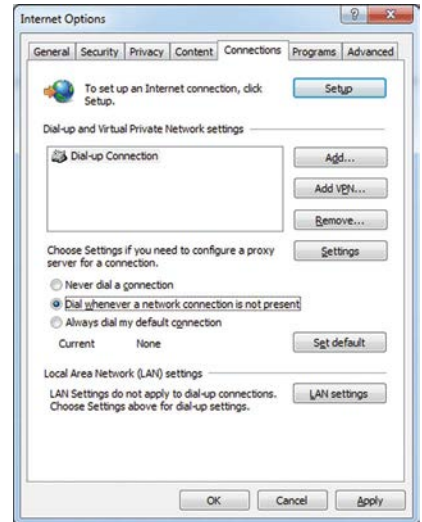 Internet Options
?
General Security Privacy Content Connections Programs Advanced
To set up an Internet connection, click
Setup.
Setup
Dial-up and Virtual Private Network settings
Dial-up Connection
Add...
Add VPN...
Remove...
Choose Settings if you need to configure a proxy
server for a connection.
Settings
Never dial a connection
Dial whenever a network connection is not present
Always dial my default connection
Current None
Set default
Local Area Network (LAN) settings
LAN Settings do not apply to dial-up connections.
Choose Settings above for dial-up settings.
LAN settings
OK Cancel Apply